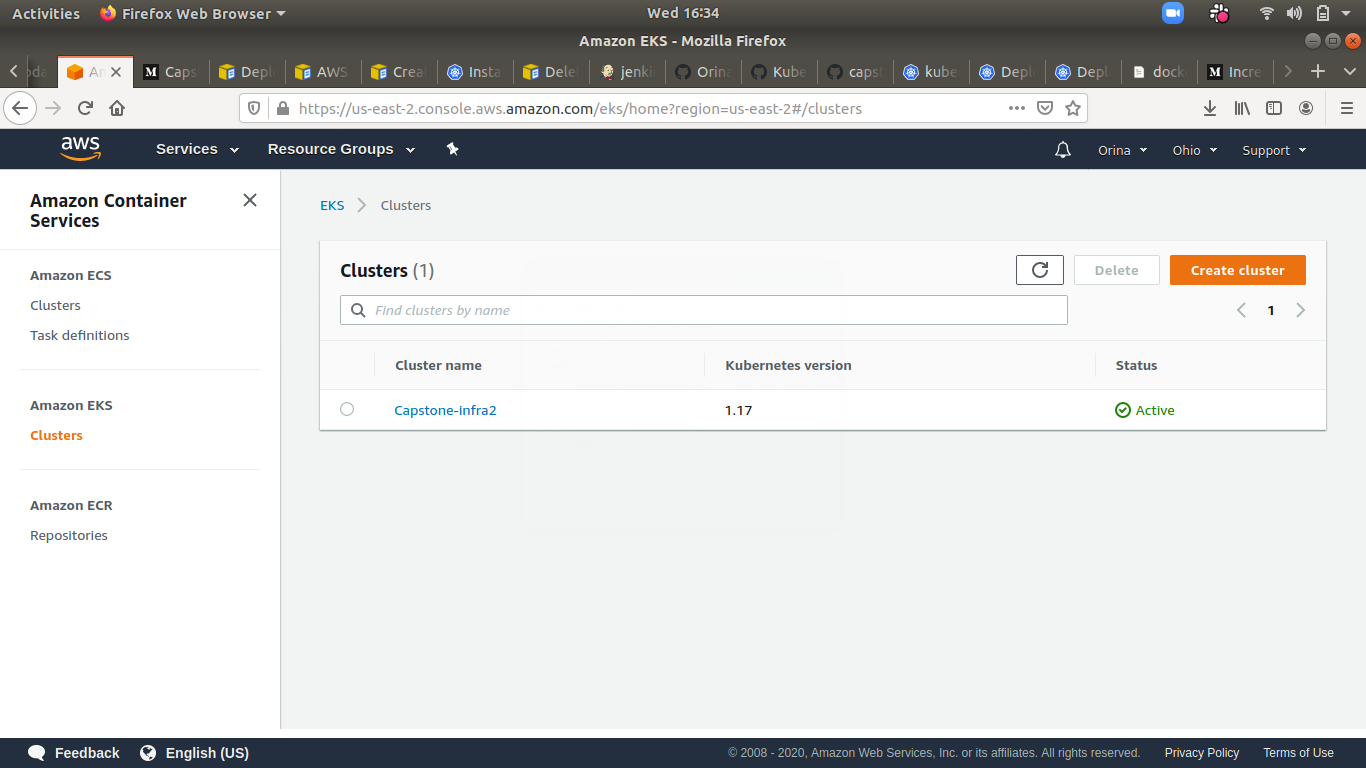 Activities Firefox Web Browser Wed 16:34
Amazon EKS - Mozilla Firefox
Caps Depl AWS Crea Insta Dele jenki Orina Kube caps kube Depl Depl dock Incre
https://us-east-2.console.aws.amazon.com/eks/home?region=us-east-2#/clusters
aws Services Resource Groups Orina Ohio Support
Amazon Container
Services
Amazon ECS
Clusters
Task definitions
Amazon EKS
Clusters
Amazon ECR
Repositories
EKS Clusters
Clusters (1) Delete Create cluster
Find clusters by name 1
Cluster name Kubernetes version Status
Capstone-infra2 1.17 Active
Feedback English (US) © 2008 - 2020, Amazon Web Services, Inc. or its affiliates. All rights reserved. Privacy Policy Terms of Use